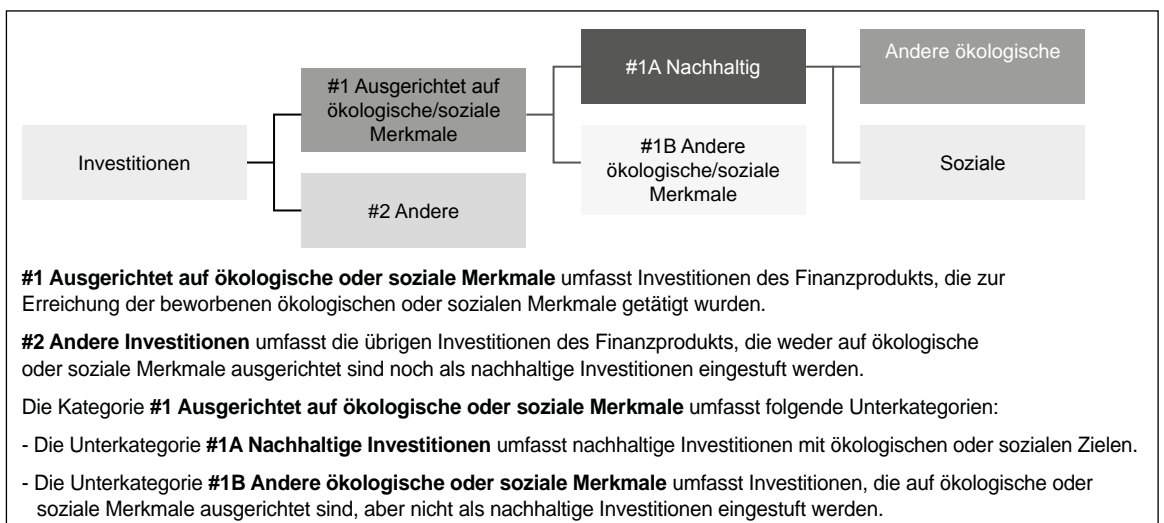 Investitionen
#1 Ausgerichtet auf
ökologische/soziale
Merkmale
#2 Andere
#1A Nachhaltig
#1B Andere
ökologische/soziale
Merkmale
Andere ökologische
Soziale
#1 Ausgerichtet auf ökologische oder soziale Merkmale umfasst Investitionen des Finanzprodukts, die zur
Erreichung der beworbenen ökologischen oder sozialen Merkmale getätigt wurden.
#2 Andere Investitionen umfasst die übrigen Investitionen des Finanzprodukts, die weder auf ökologische
oder soziale Merkmale ausgerichtet sind noch als nachhaltige Investitionen eingestuft werden.
Die Kategorie #1 Ausgerichtet auf ökologische oder soziale Merkmale umfasst folgende Unterkategorien:
- Die Unterkategorie #1A Nachhaltige Investitionen umfasst nachhaltige Investitionen mit ökologischen oder sozialen Zielen.
- Die Unterkategorie #1B Andere ökologische oder soziale Merkmale umfasst Investitionen, die auf ökologische oder
soziale Merkmale ausgerichtet sind, aber nicht als nachhaltige Investitionen eingestuft werden.